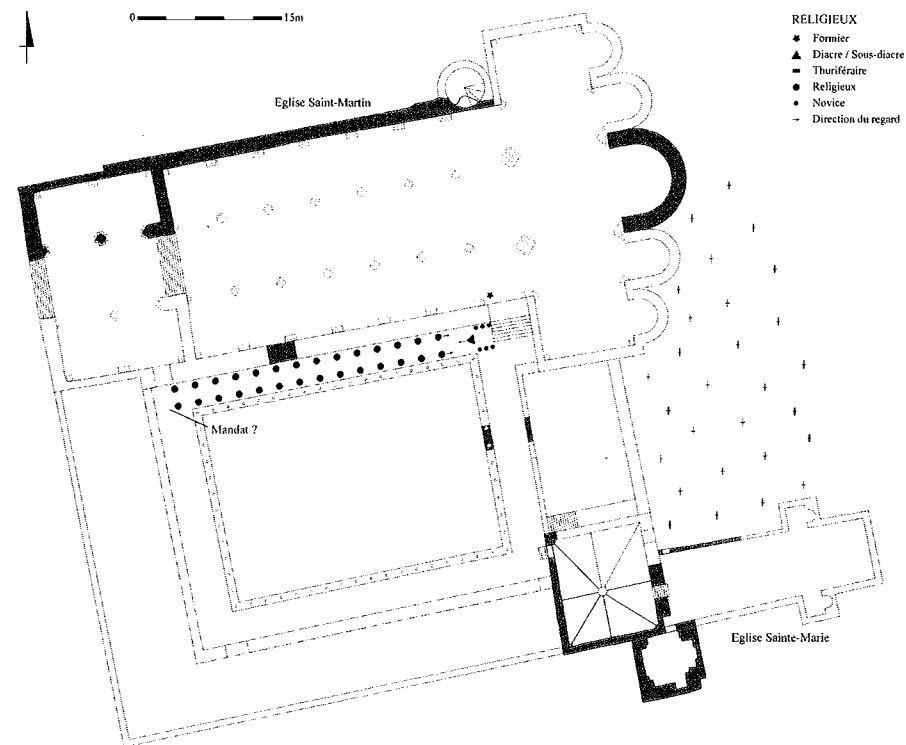 0 15m
RELIGIEUX
Formier
Diacre / Sous-diacre
Thuriféraire
Religieux
Novice
Direction du regard
Eglise Saint-Martin
Mandat ?
Eglise Sainte-Marie